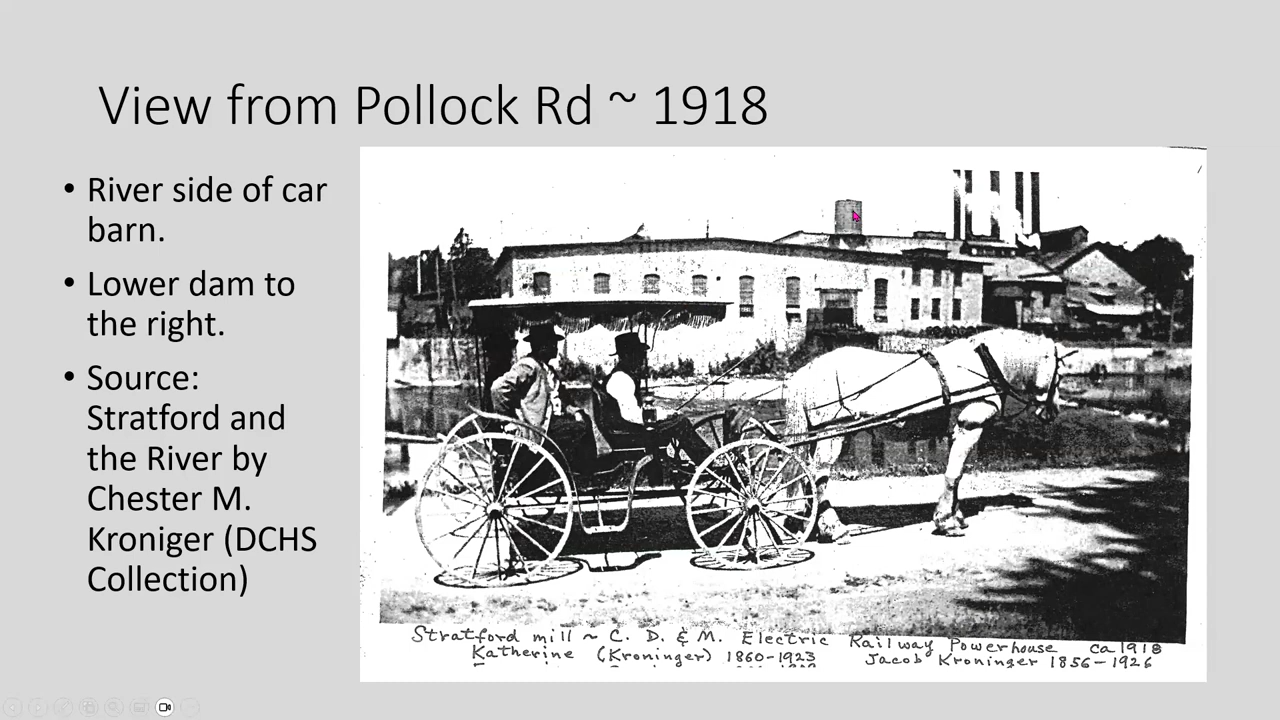 View from Pollock Rd ~ 1918
• River side of car
barn.
• Lower dam to
the right.
• Source:
Stratford and
the River by
Chester M.
Kroniger (DCHS
Collection)
Stratford mill ~ C. D. & M. Electric Railway Powerhouse ca 1918
Katherine (Kroninger) 1860-1923 Jacob Kroninger 1856-1926